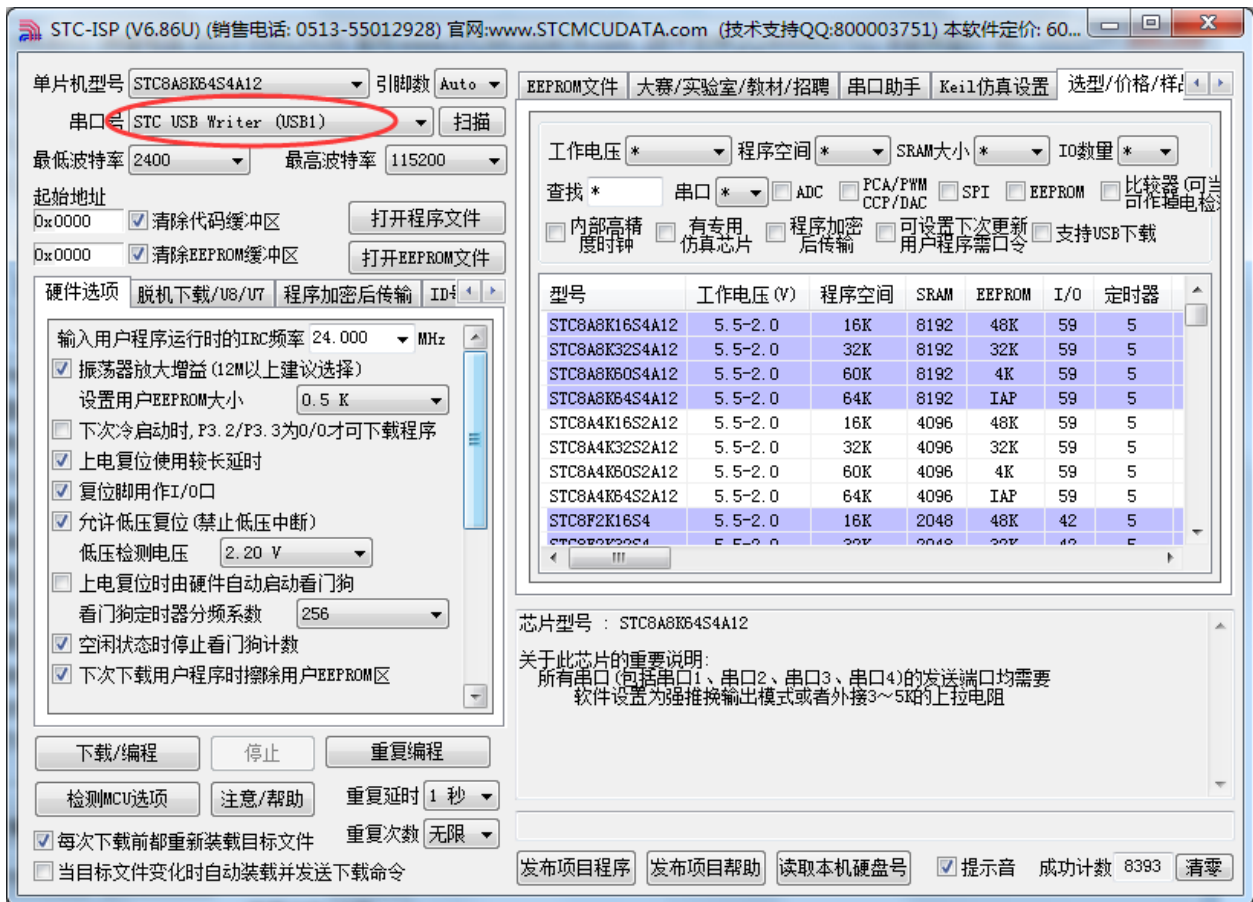 STC-ISP (V6.86U) (销售电话: 0513-55012928) 官网:www.STCMCUDATA.com (技术支持QQ:800003751) 本软件定价: 60...
单片机型号 STC8A8K64S4A12 引脚数 Auto
串口号 STC USB Writer (USB1) 扫描
最低波特率 2400 最高波特率 115200
起始地址
0x0000 清除代码缓冲区 打开程序文件
0x0000 清除EEPROM缓冲区 打开EEPROM文件
硬件选项 脱机下载/U8/U7 程序加密后传输
输入用户程序运行时的IRC频率 24.000 MHz
振荡器放大增益(12M以上建议选择)
设置用户EEPROM大小 0.5 K
下次冷启动时,P3.2/P3.3为0/0才可下载程序
上电复位使用较长延时
复位脚用作I/O口
允许低压复位(禁止低压中断)
低压检测电压 2.20 V
上电复位时由硬件自动启动看门狗
看门狗定时器分频系数 256
空闲状态时停止看门狗计数
下次下载用户程序时擦除用户EEPROM区
下载/编程 停止 重复编程
检测MCU选项 注意/帮助 重复延时 1 秒
每次下载前都重新装载目标文件 重复次数 无限
当目标文件变化时自动装载并发送下载命令
EEPROM文件 大赛/实验室/教材/招聘 串口助手 Keil仿真设置 选型/价格/样
工作电压 * 程序空间 * SRAM大小 * IO数量 *
查找 * 串口 * ADC PCA/PWM CCP/DAC SPI EEPROM 比较器(可当 可作掉电检
内部高精度时钟 有专用仿真芯片 程序加密后传输 可设置下次更新用户程序需口令 支持USB下载
型号 工作电压(V) 程序空间 SRAM EEPROM I/O 定时器
STC8A8K16S4A12 5.5-2.0 16K 8192 48K 59 5
STC8A8K32S4A12 5.5-2.0 32K 8192 32K 59 5
STC8A8K60S4A12 5.5-2.0 60K 8192 4K 59 5
STC8A8K64S4A12 5.5-2.0 64K 8192 IAP 59 5
STC8A4K16S2A12 5.5-2.0 16K 4096 48K 59 5
STC8A4K32S2A12 5.5-2.0 32K 4096 32K 59 5
STC8A4K60S2A12 5.5-2.0 60K 4096 4K 59 5
STC8A4K64S2A12 5.5-2.0 64K 4096 IAP 59 5
STC8F2K16S4 5.5-2.0 16K 2048 48K 42 5
STC8F2K32S4 5.5-2.0 32K 2048 32K 42 5
芯片型号 : STC8A8K64S4A12
关于此芯片的重要说明:
所有串口(包括串口1、串口2、串口3、串口4)的发送端口均需要
软件设置为强推挽输出模式或者外接3～5K的上拉电阻
发布项目程序 发布项目帮助 读取本机硬盘号 提示音 成功计数 8393 清零